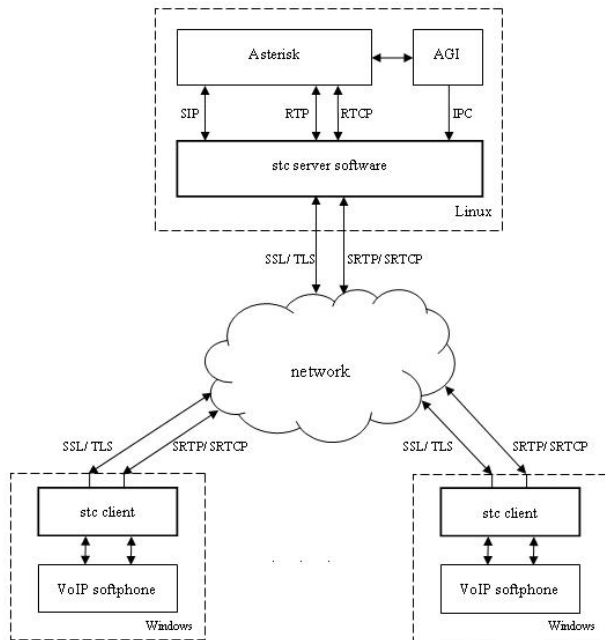 Asterisk
AGI
SIP
RTP
RTCP
IPC
stc server software
Linux
SSL/ TLS
SRTP/ SRTCP
network
SSL/ TLS
SRTP/ SRTCP
SSL/ TLS
SRTP/ SRTCP
stc client
stc client
. . .
VoIP softphone
VoIP softphone
Windows
Windows